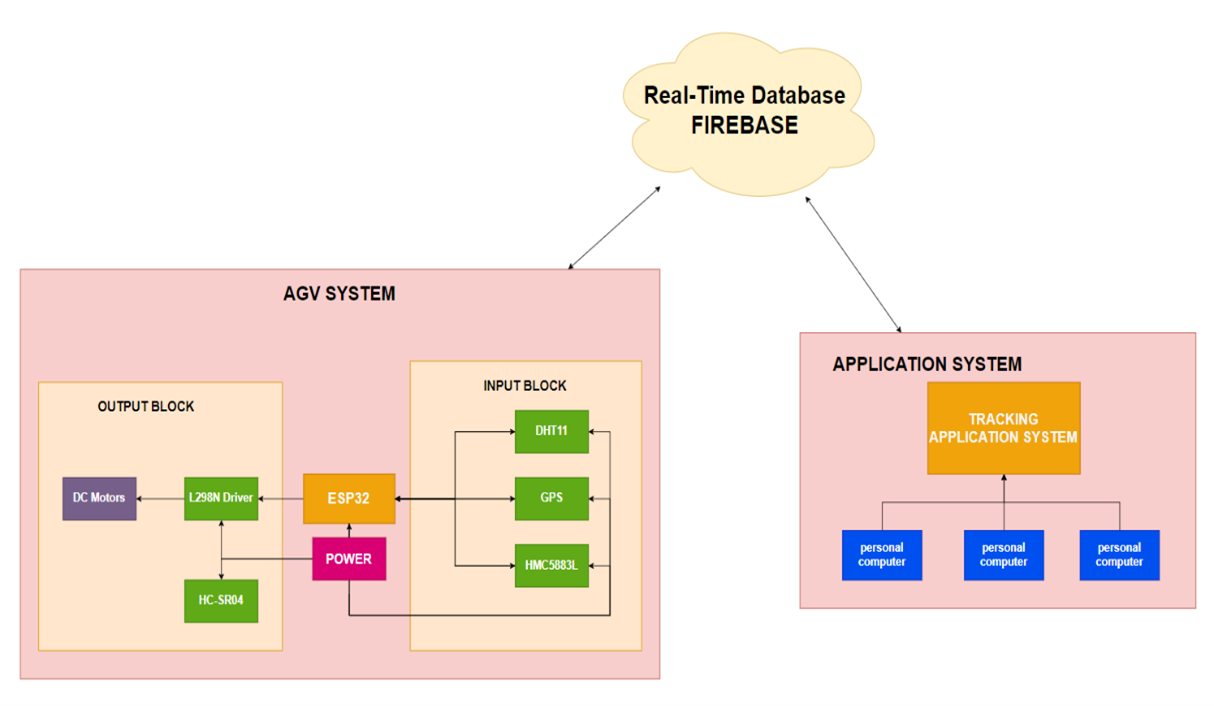 Real-Time Database
FIREBASE
AGV SYSTEM
OUTPUT BLOCK
DC Motors
L298N Driver
HC-SR04
ESP32
POWER
INPUT BLOCK
DHT11
GPS
HMC5883L
APPLICATION SYSTEM
TRACKING
APPLICATION SYSTEM
personal
computer
personal
computer
personal
computer